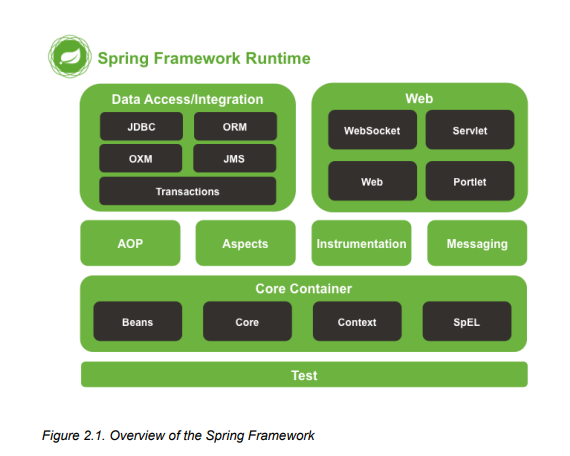 Spring Framework Runtime
Data Access/Integration
JDBC
ORM
OXM
JMS
Transactions
Web
WebSocket
Servlet
Web
Portlet
AOP
Aspects
Instrumentation
Messaging
Core Container
Beans
Core
Context
SpEL
Test
Figure 2.1. Overview of the Spring Framework